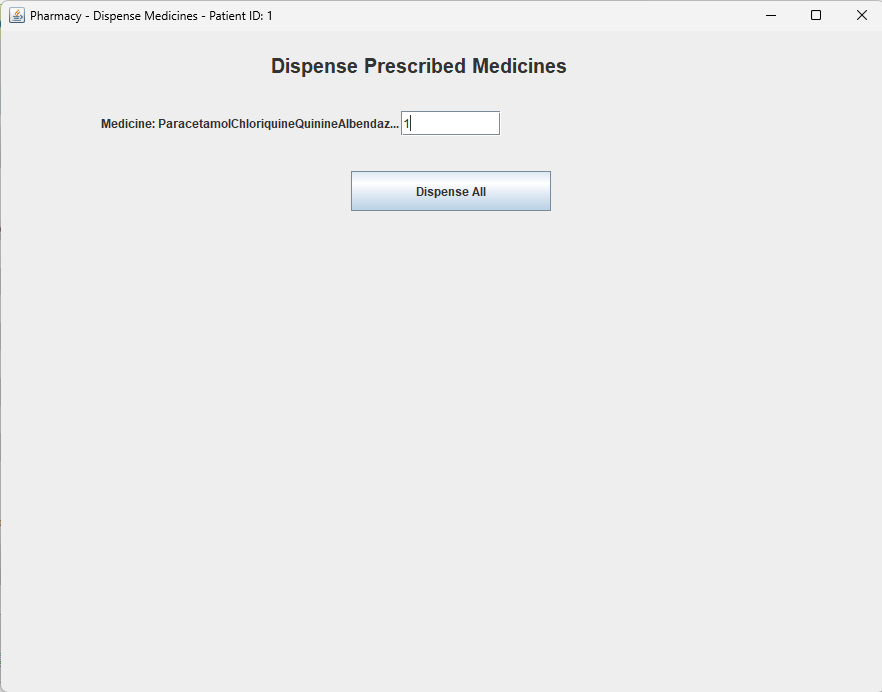 Pharmacy - Dispense Medicines - Patient ID: 1
Dispense Prescribed Medicines
Medicine: ParacetamolChloriquineQuinineAlbendaz... 1
Dispense All